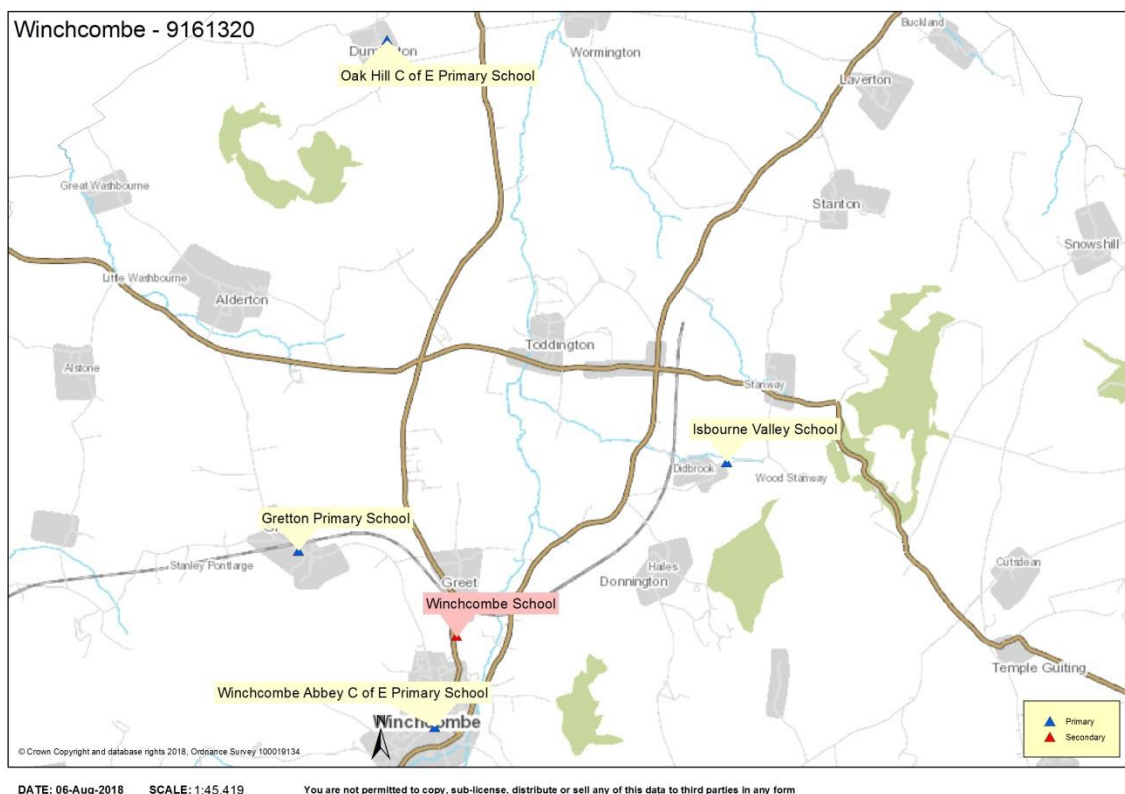 Winchcombe - 9161320
Buckland
Wormington
Oak Hill C of E Primary School
Laverton
Great Washbourne
Stanton
Snowshill
Little Washbourne
Alderton
Toddington
Alstone
Stanway
Isbourne Valley School
Didbrook
Wood Stanway
Gretton Primary School
Stanley Pontlarge
Greet
Hailes
Donnington
Cutsdean
Winchcombe School
Temple Guiting
Winchcombe Abbey C of E Primary School
Winchcombe
N
Primary
Secondary
© Crown Copyright and database rights 2018, Ordnance Survey 100019134
DATE: 06-Aug-2018 SCALE: 1:45,419 You are not permitted to copy, sub-license, distribute or sell any of this data to third parties in any form